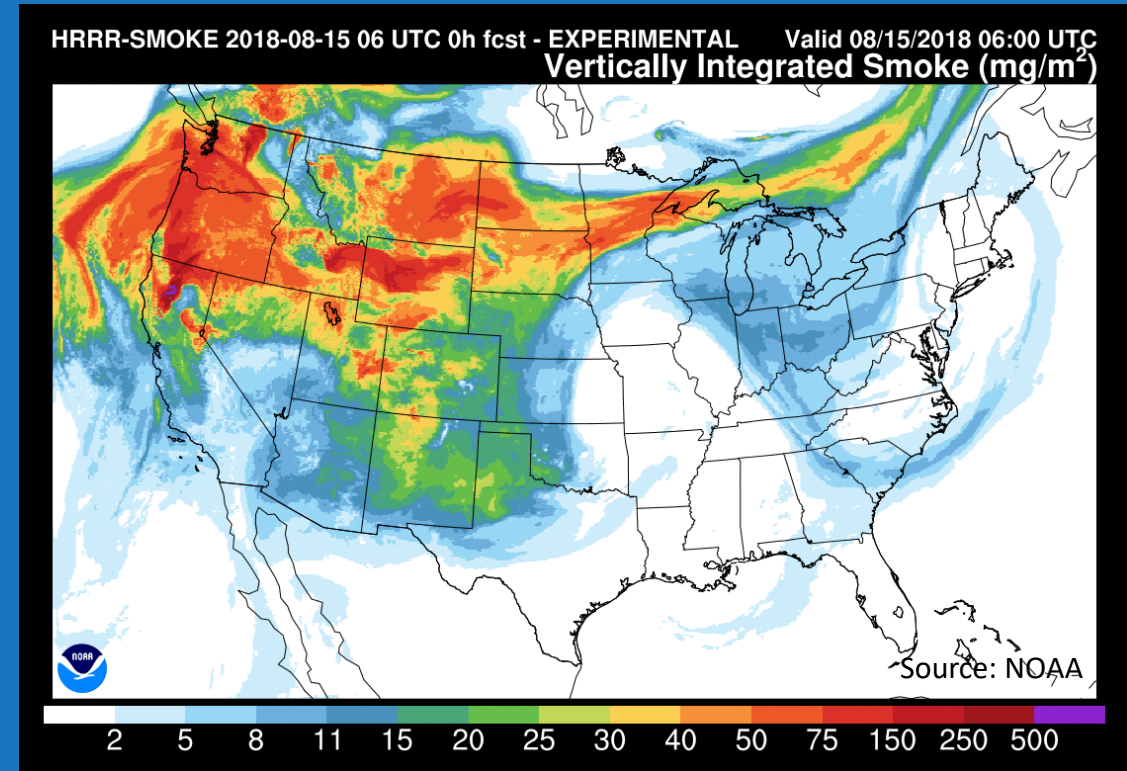 HRRR-SMOKE 2018-08-15 06 UTC 0h fcst - EXPERIMENTAL Valid 08/15/2018 06:00 UTC
Vertically Integrated Smoke (mg/m²)
NOAA
Source: NOAA
2 5 8 11 15 20 25 30 40 50 75 150 250 500